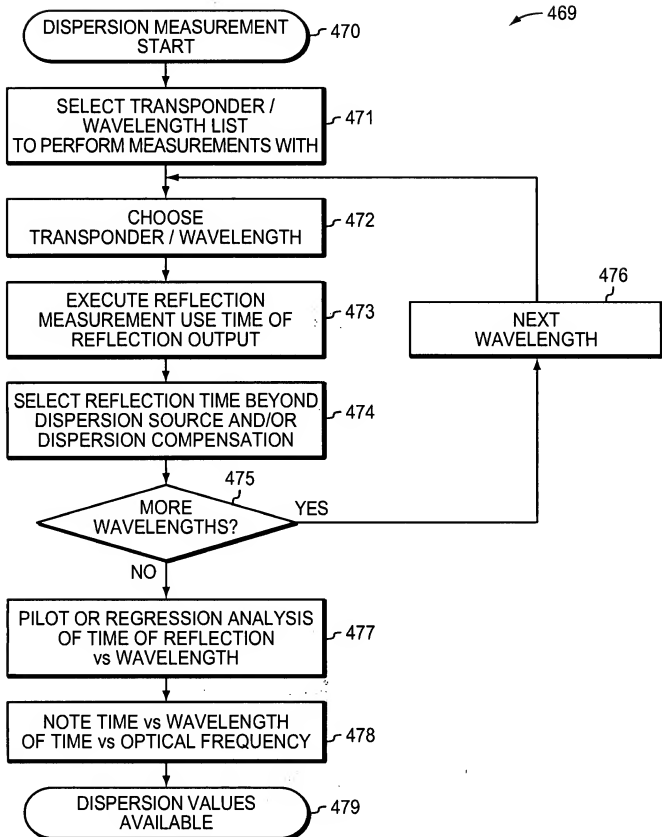 469
DISPERSION MEASUREMENT
START
470
SELECT TRANSPONDER /
WAVELENGTH LIST
TO PERFORM MEASUREMENTS WITH
471
CHOOSE
TRANSPONDER / WAVELENGTH
472
EXECUTE REFLECTION
MEASUREMENT USE TIME OF
REFLECTION OUTPUT
473
476
NEXT
WAVELENGTH
SELECT REFLECTION TIME BEYOND
DISPERSION SOURCE AND/OR
DISPERSION COMPENSATION
474
475
MORE
WAVELENGTHS?
YES
NO
PILOT OR REGRESSION ANALYSIS
OF TIME OF REFLECTION
vs WAVELENGTH
477
NOTE TIME vs WAVELENGTH
OF TIME vs OPTICAL FREQUENCY
478
DISPERSION VALUES
AVAILABLE
479